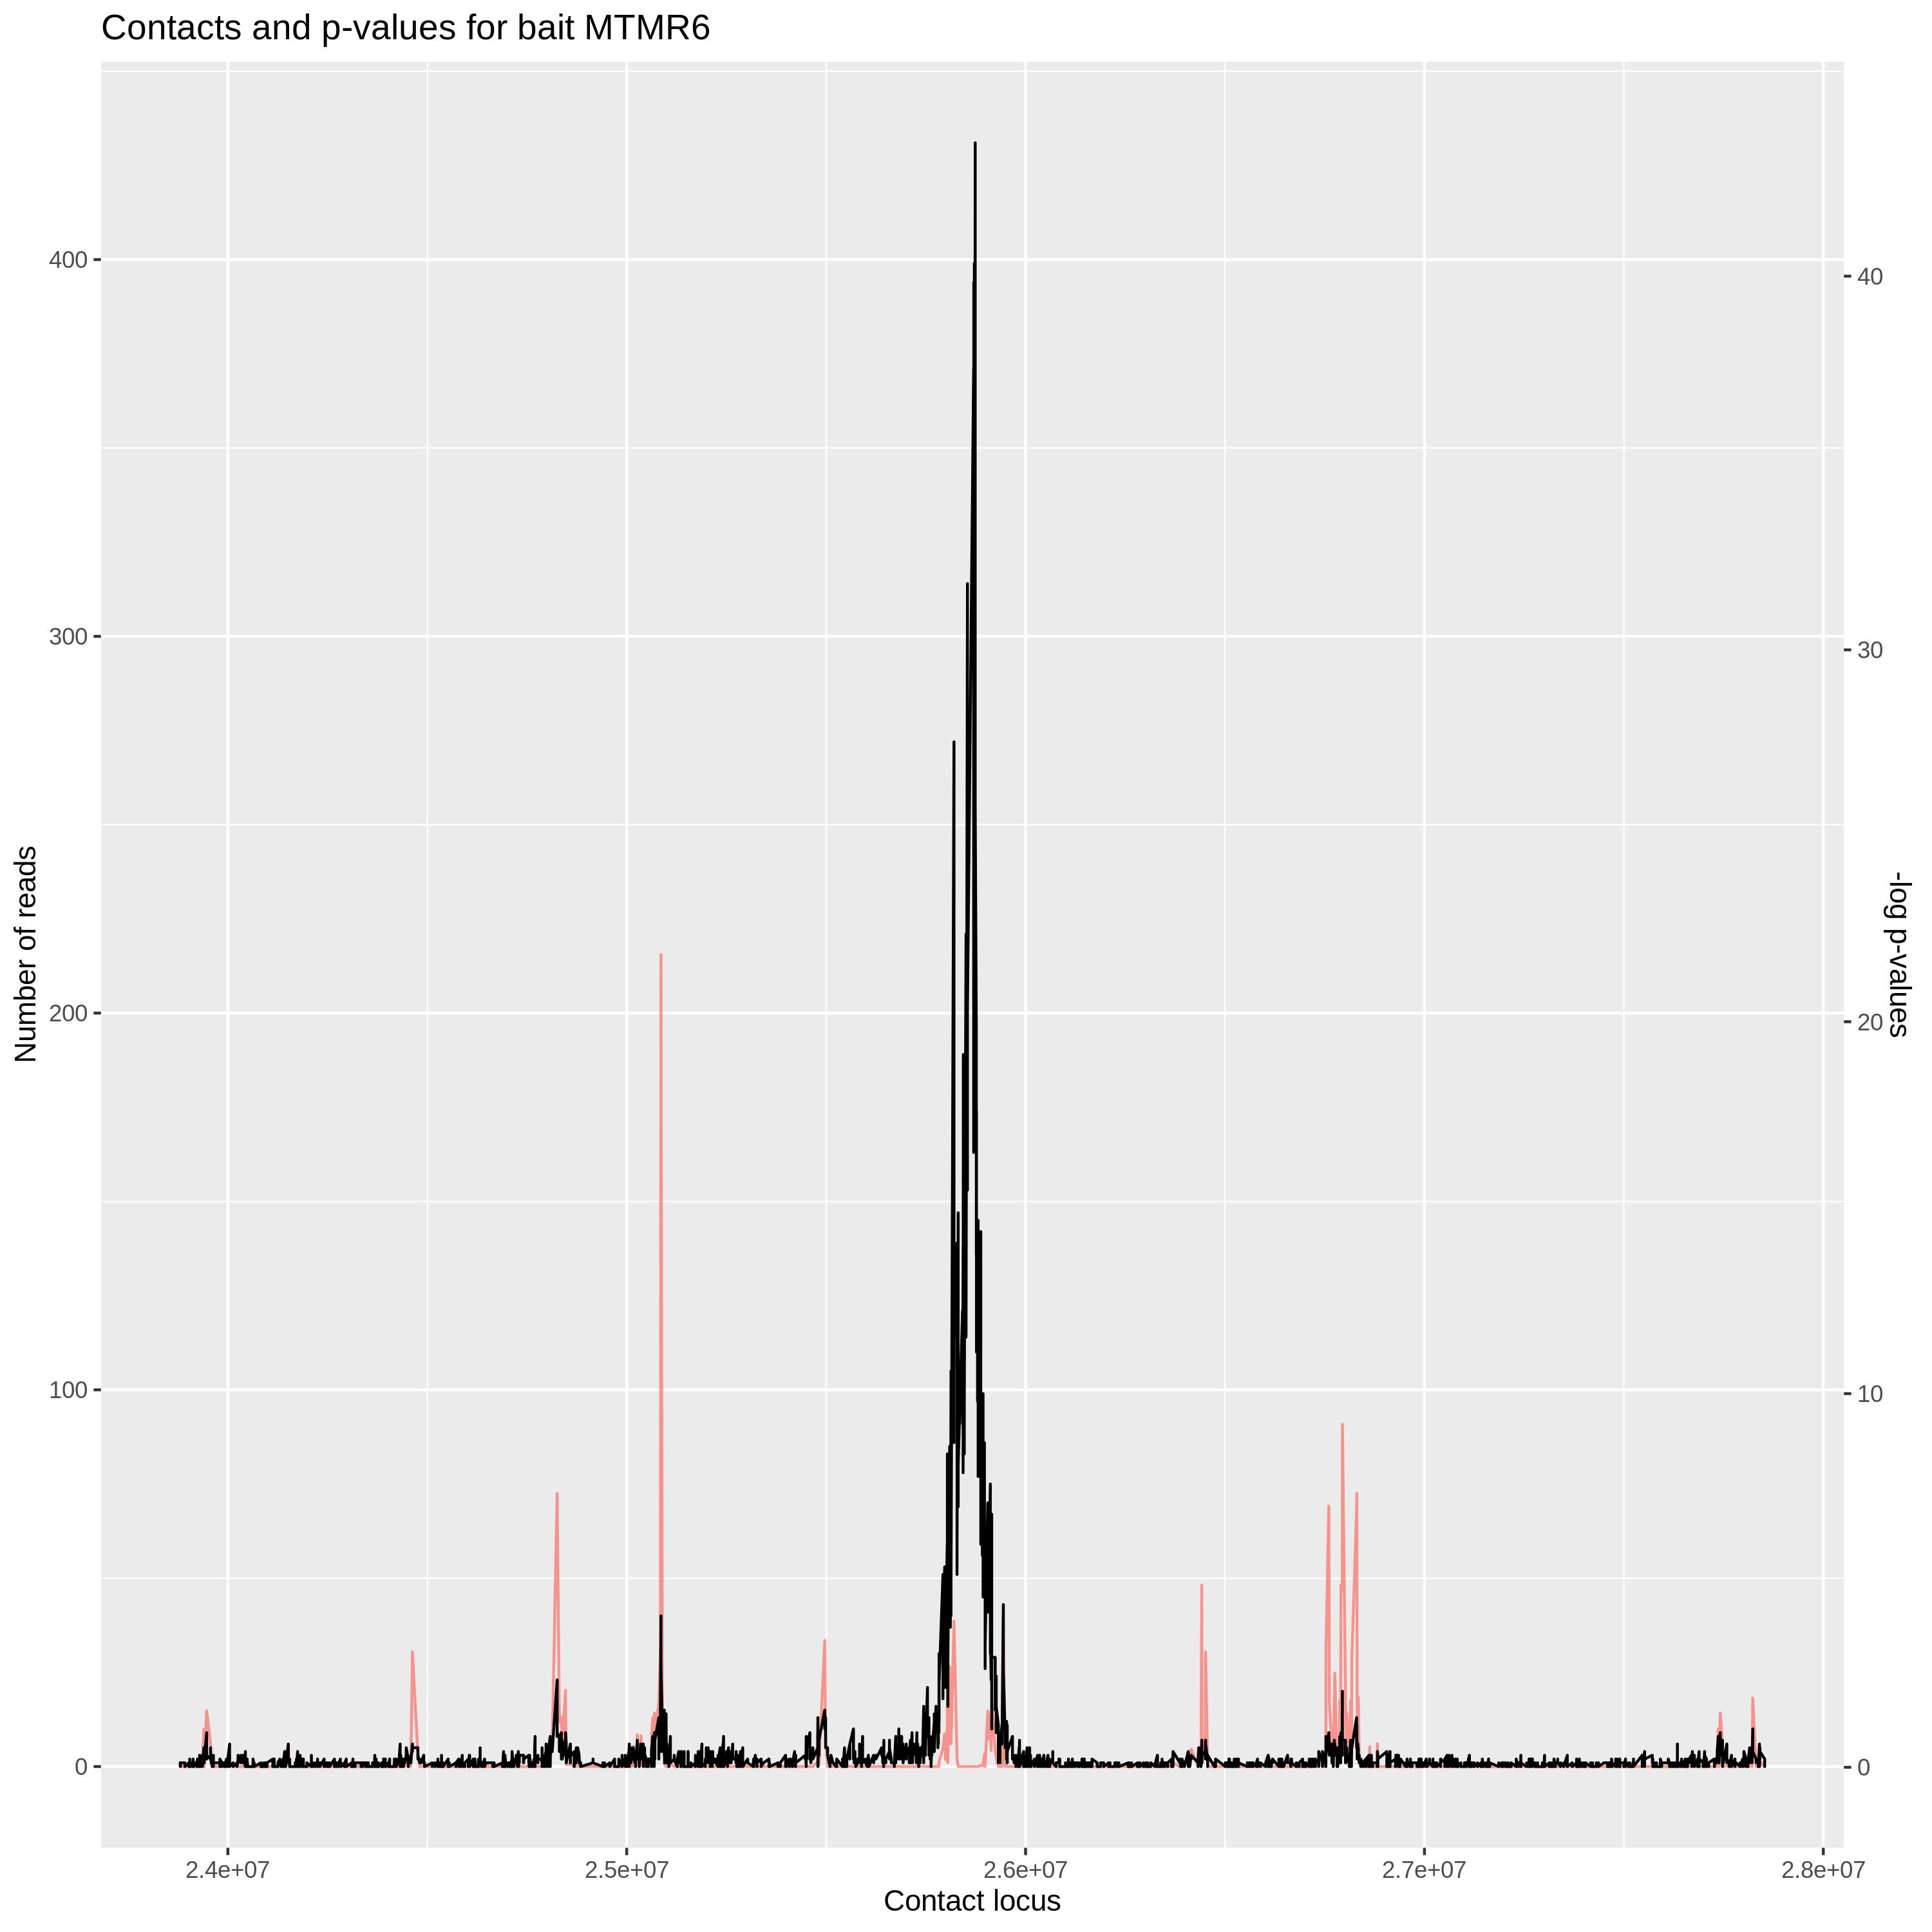 Contacts and p-values for bait MTMR6
400
300
200
100
0
Number of reads
40
30
20
10
0
-log p-values
2.4e+07
2.5e+07
2.6e+07
2.7e+07
2.8e+07
Contact locus